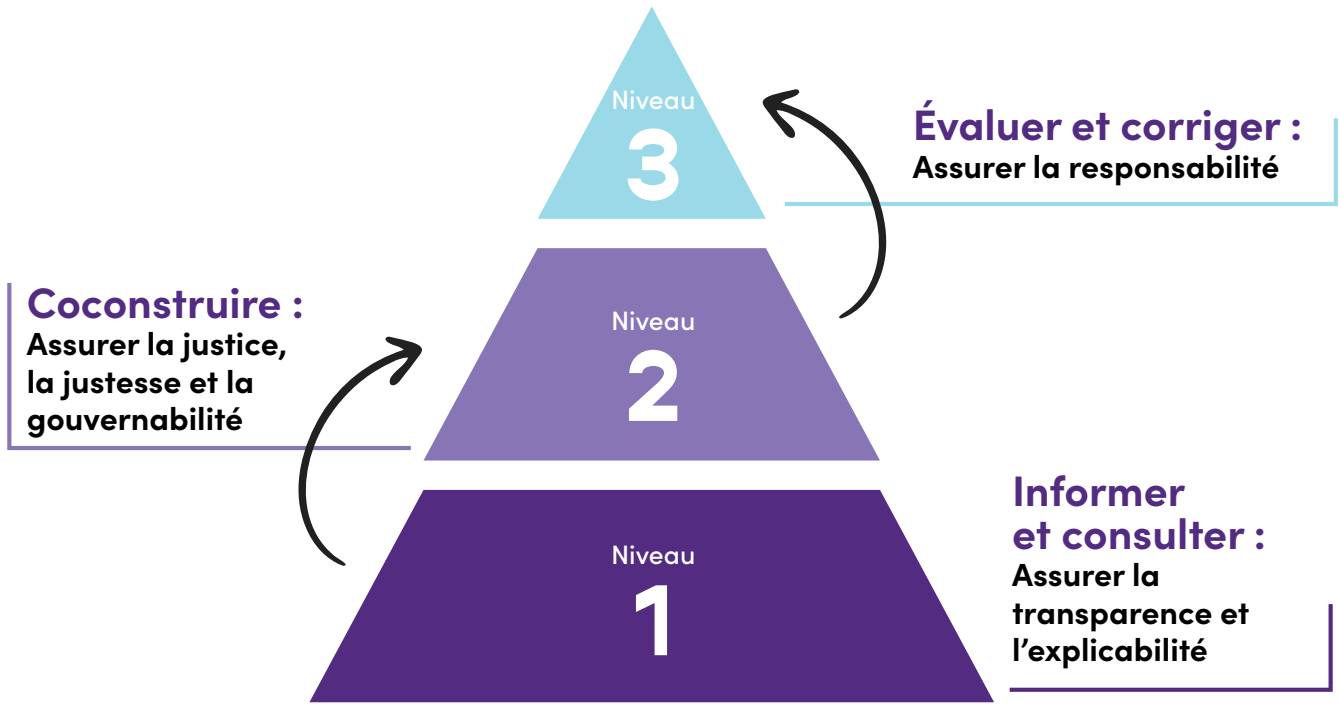 Niveau
3
Évaluer et corriger :
Assurer la responsabilité
Coconstruire :
Assurer la justice,
la justesse et la
gouvernabilité
Niveau
2
Niveau
1
Informer
et consulter :
Assurer la
transparence et
l’explicabilité